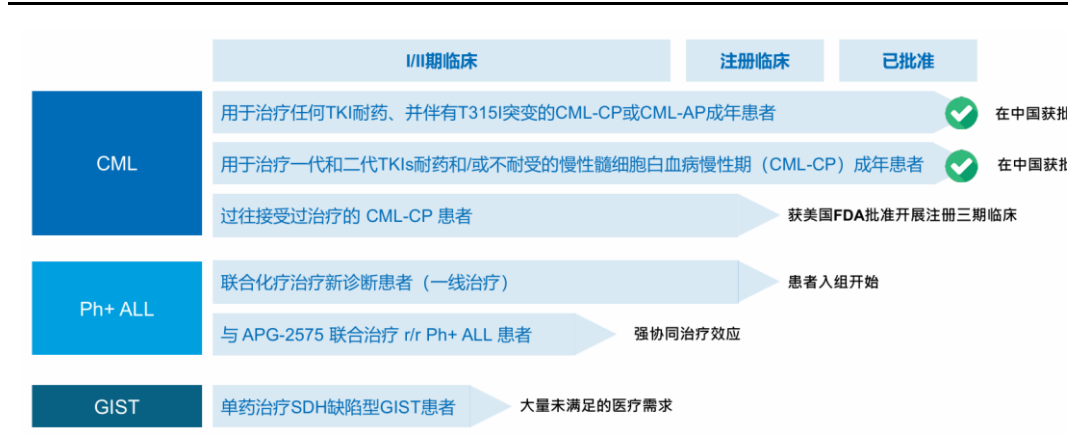 I/II期临床 注册临床 已批准
CML
用于治疗任何TKI耐药、并伴有T315I突变的CML-CP或CML-AP成年患者 在中国获批
用于治疗一代和二代TKIs耐药和/或不耐受的慢性髓细胞白血病慢性期（CML-CP）成年患者 在中国获批
过往接受过治疗的 CML-CP 患者 获美国FDA批准开展注册三期临床
Ph+ ALL
联合化疗治疗新诊断患者（一线治疗） 患者入组开始
与 APG-2575 联合治疗 r/r Ph+ ALL 患者 强协同治疗效应
GIST
单药治疗SDH缺陷型GIST患者 大量未满足的医疗需求